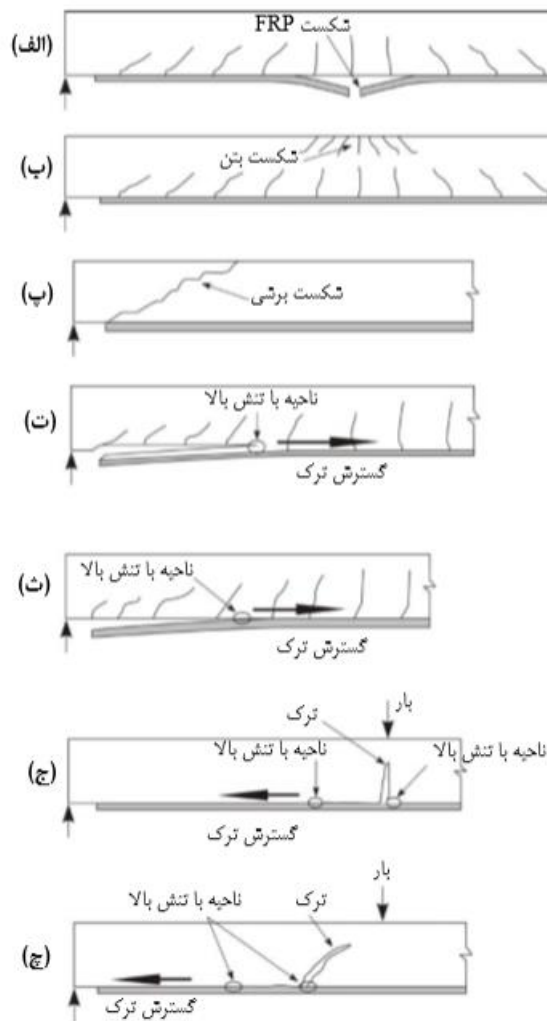 شکست FRP
(الف)
شکست بتن
(ب)
(پ)
شکست برشی
ناحیه با تنش بالا
(ت)
گسترش ترک
ناحیه با تنش بالا
(ث)
گسترش ترک
بار
ترک
ناحیه با تنش بالا
ناحیه با تنش بالا
(ج)
گسترش ترک
بار
ناحیه با تنش بالا
ترک
(چ)
گسترش ترک